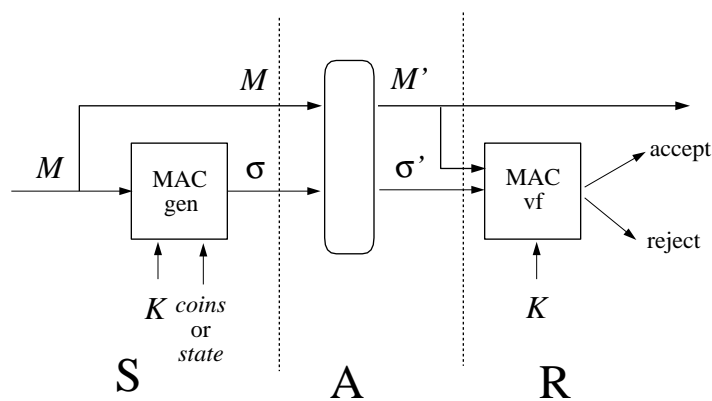 M M’
M
MAC
gen
σ σ’
MAC
vf
accept
reject
K coins
or
state
K
S A R